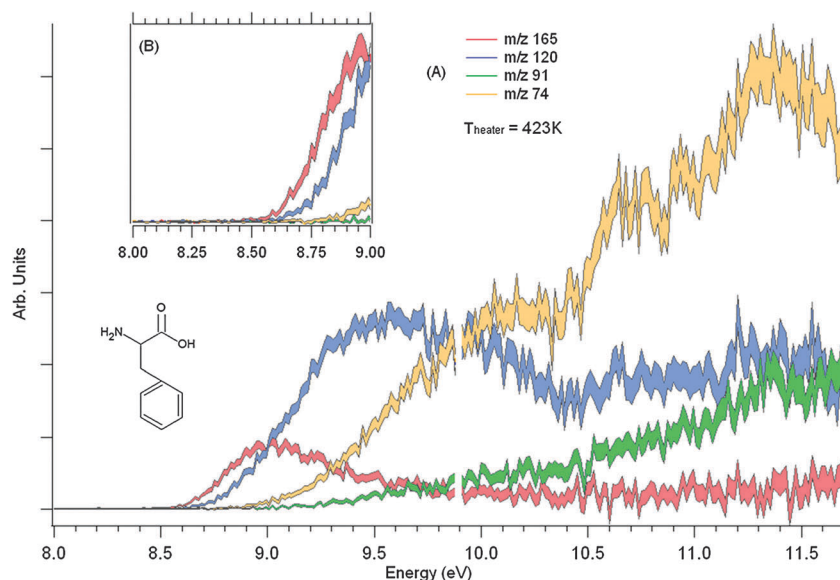 (B)
8.00 8.25 8.50 8.75 9.00
(A)
m/z 165
m/z 120
m/z 91
m/z 74
Theater = 423K
Arb. Units
O
H2N
OH
8.0 8.5 9.0 9.5 10.0 10.5 11.0 11.5
Energy (eV)